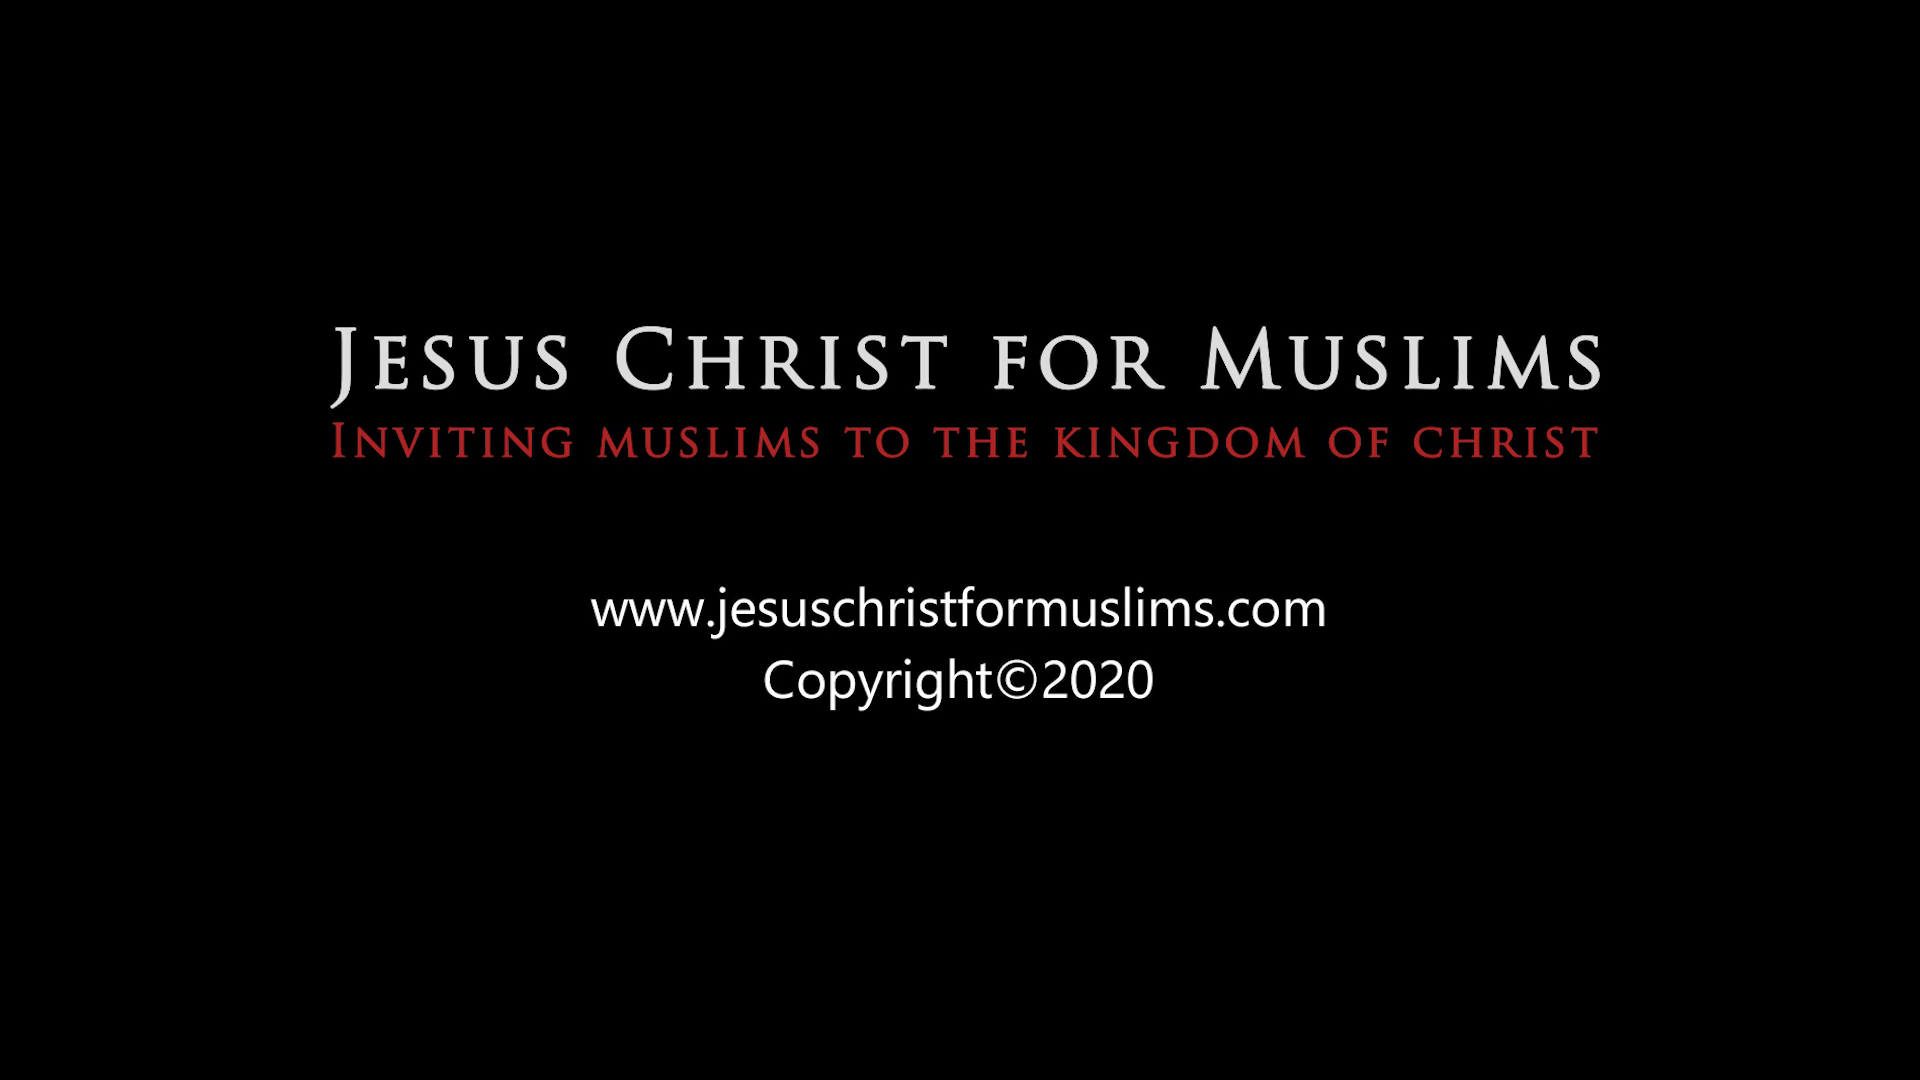 Jesus Christ for Muslims
Inviting muslims to the kingdom of christ
www.jesuschristformuslims.com
Copyright©2020